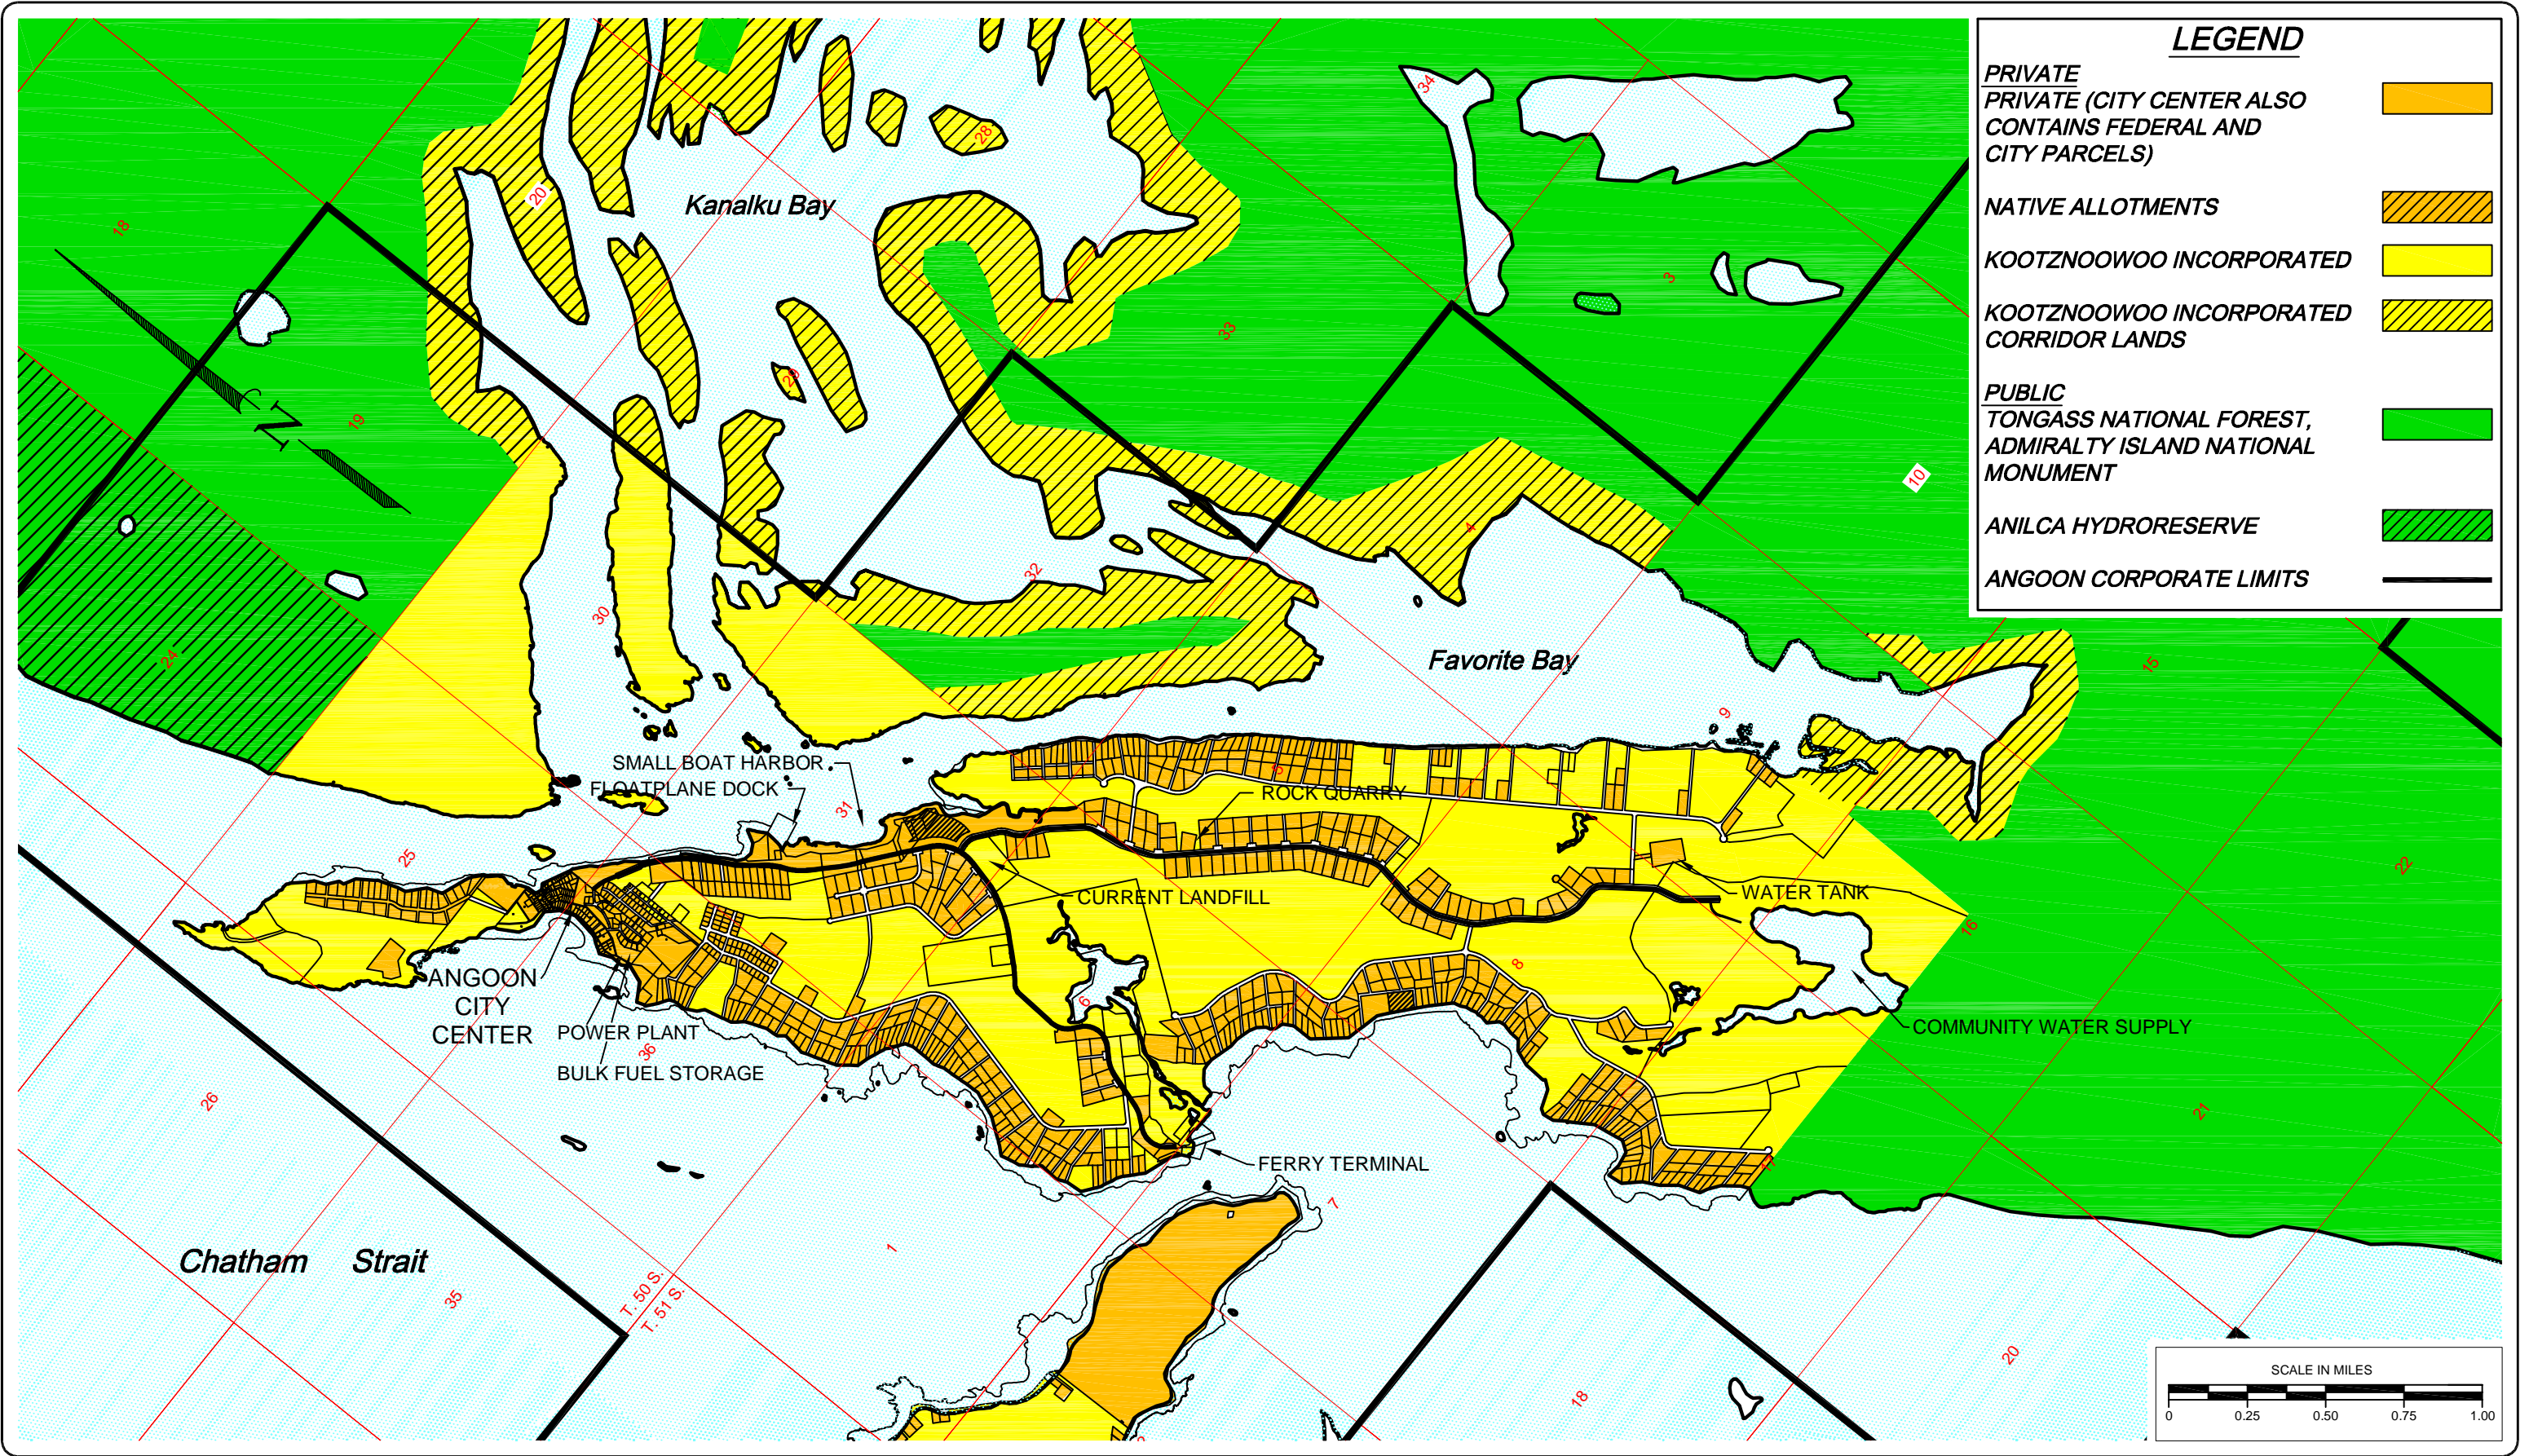 LEGEND
PRIVATE
PRIVATE (CITY CENTER ALSO
CONTAINS FEDERAL AND
CITY PARCELS)
NATIVE ALLOTMENTS
KOOTZNOOWOO INCORPORATED
KOOTZNOOWOO INCORPORATED
CORRIDOR LANDS
PUBLIC
TONGASS NATIONAL FOREST,
ADMIRALTY ISLAND NATIONAL
MONUMENT
ANILCA HYDRORESERVE
ANGOON CORPORATE LIMITS
34
28
20
Kanalku Bay
18
3
33
29
19
N
10
4
32
30
24
Favorite Bay
15
9
SMALL BOAT HARBOR
FLOATPLANE DOCK
31
5
ROCK QUARRY
25
22
CURRENT LANDFILL
WATER TANK
16
8
ANGOON
CITY
CENTER
6
POWER PLANT
36
BULK FUEL STORAGE
COMMUNITY WATER SUPPLY
26
21
FERRY TERMINAL
17
7
1
Chatham Strait
35
T. 50 S.
T. 51 S.
20
18
SCALE IN MILES
0 0.25 0.50 0.75 1.00